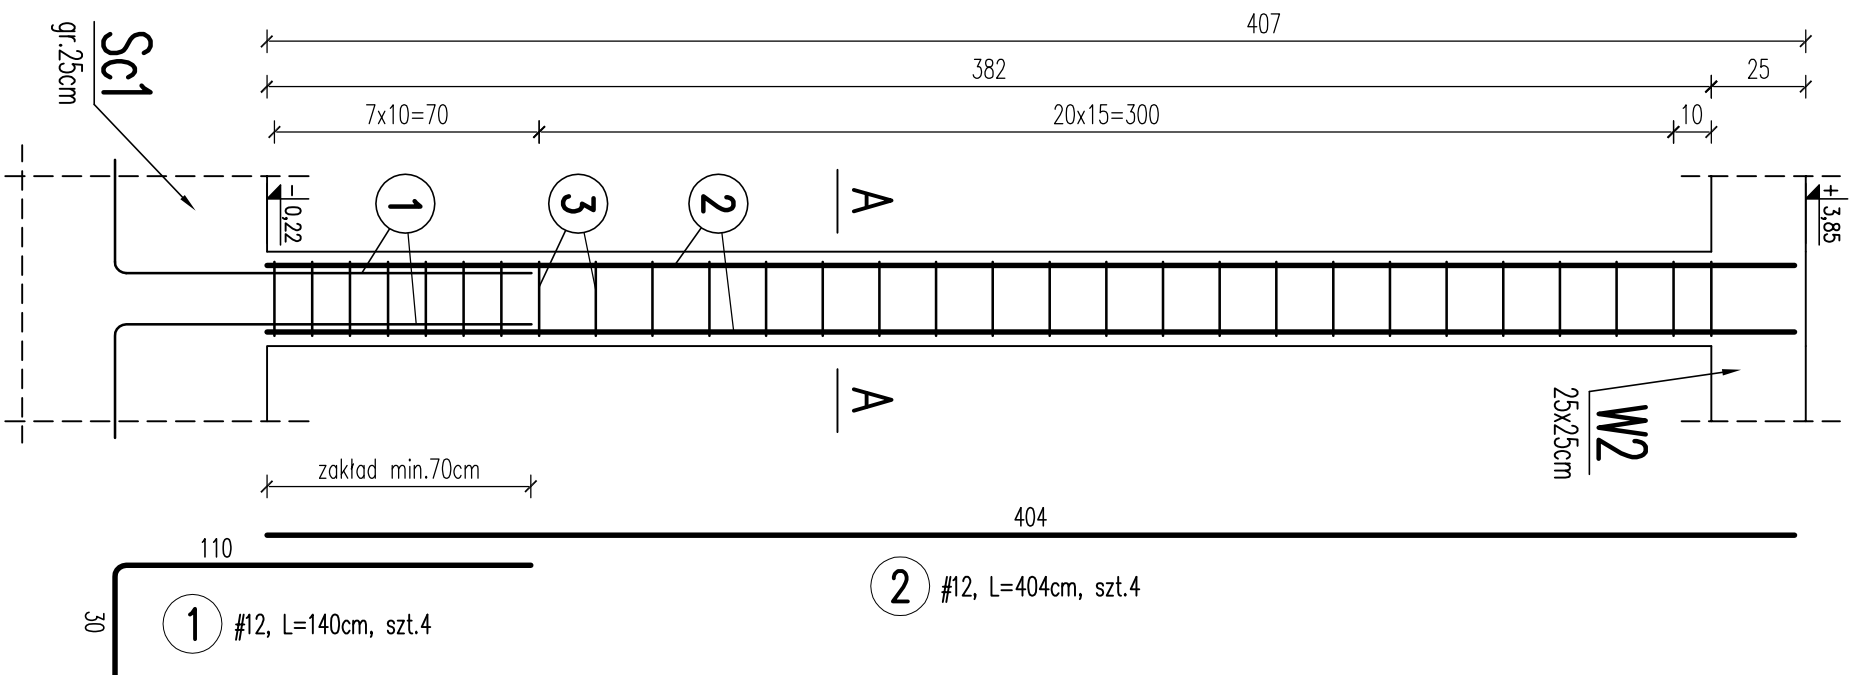 407
382
25
7x10=70
20x15=300
10
Sc1
gr.25cm
-0,22
+3,85
1
3
2
A
A
W2
25x25cm
zakład min.70cm
404
110
30
1 #12, L=140cm, szt.4
2 #12, L=404cm, szt.4